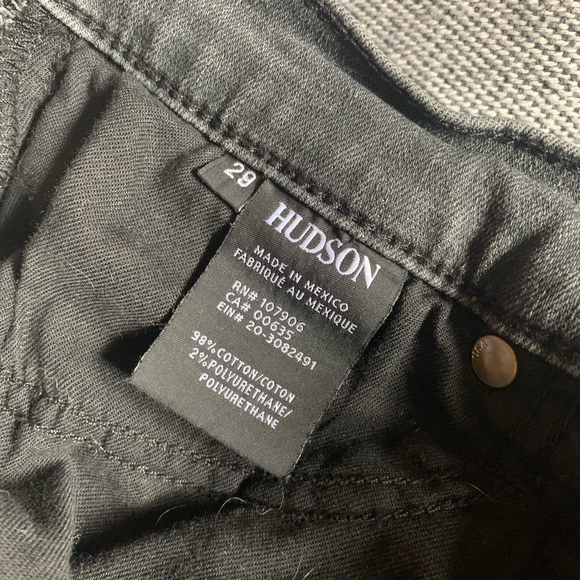 29
HUDSON
MADE IN MEXICO
FABRIQUÉ AU MEXIQUE
RN# 107906
CA# 00635
EIN# 20-3082491
98% COTTON/COTON
2% POLYURETHANE/
POLYURETHANE